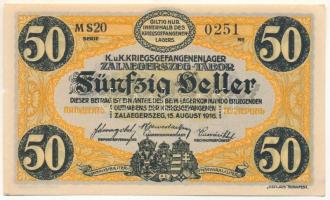 50
50
M S20
SERIE
GILTIG NUR
INNERHALB DES
KRIEGSGEFANGENEN-
LAGERS
0251
K.u.K. KRIEGSGEFANGENENLAGER
ZALAEGERSZEG-TÁBOR
Fünfzig Heller
DIESER BETRAG IST EIN ANTEIL DES BEIM LAGERKOMMANDO ERLIEGENDEN
GUTHABENS DER KRIEGSGEFANGENEN
ZALAEGERSZEG, 15. AUGUST 1916.
50
50